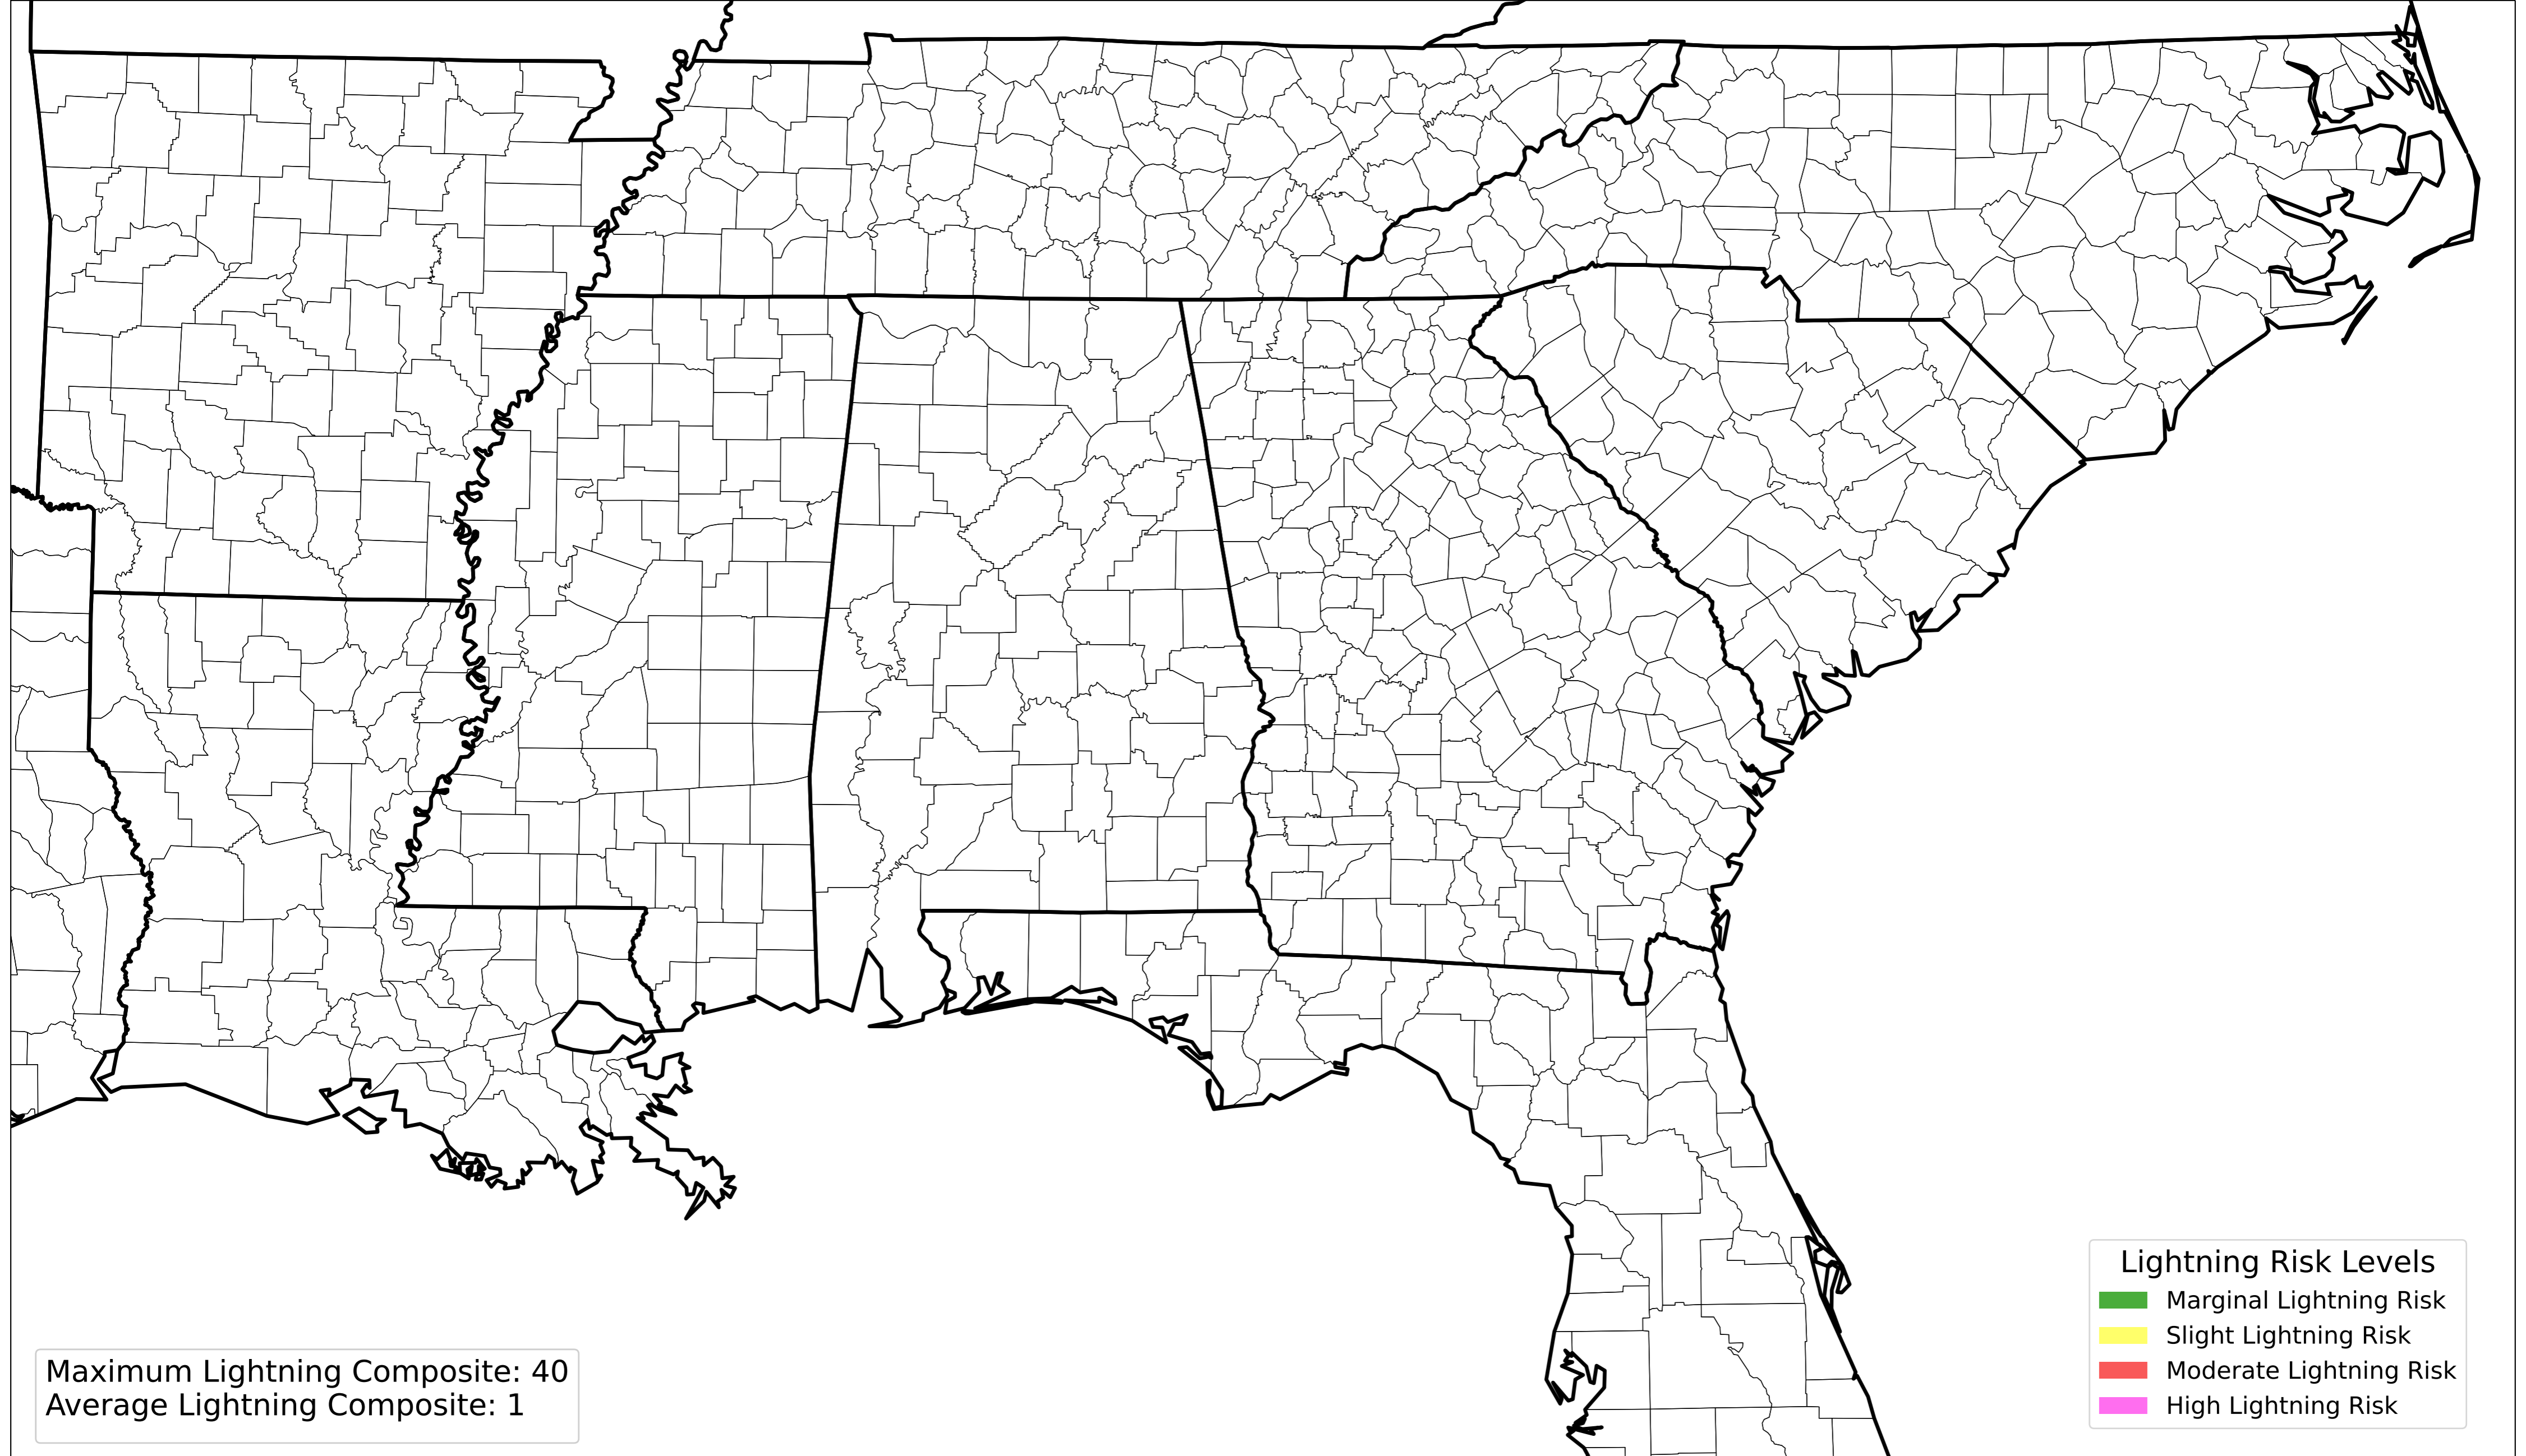 Lightning Risk Levels
Marginal Lightning Risk
Slight Lightning Risk
Moderate Lightning Risk
High Lightning Risk
Maximum Lightning Composite: 40
Average Lightning Composite: 1